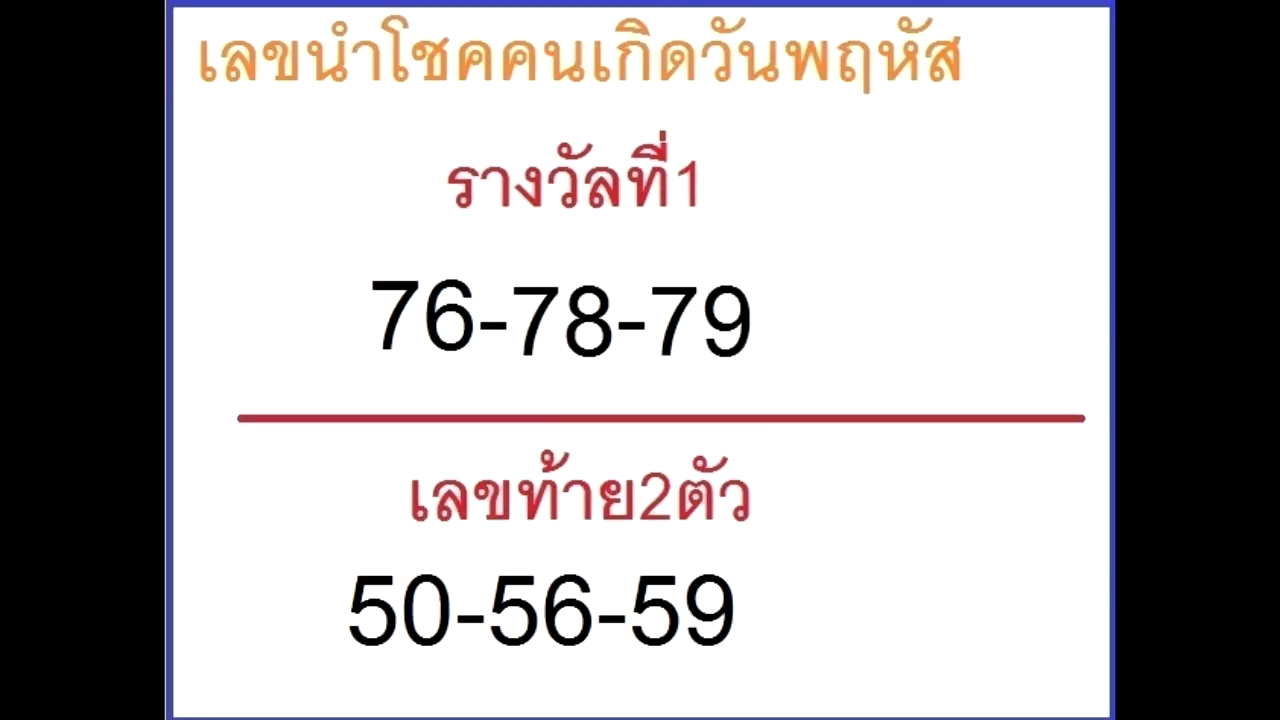 เลขนำโชคคนเกิดวันพฤหัส
รางวัลที่1
76-78-79
เลขท้าย2ตัว
50-56-59